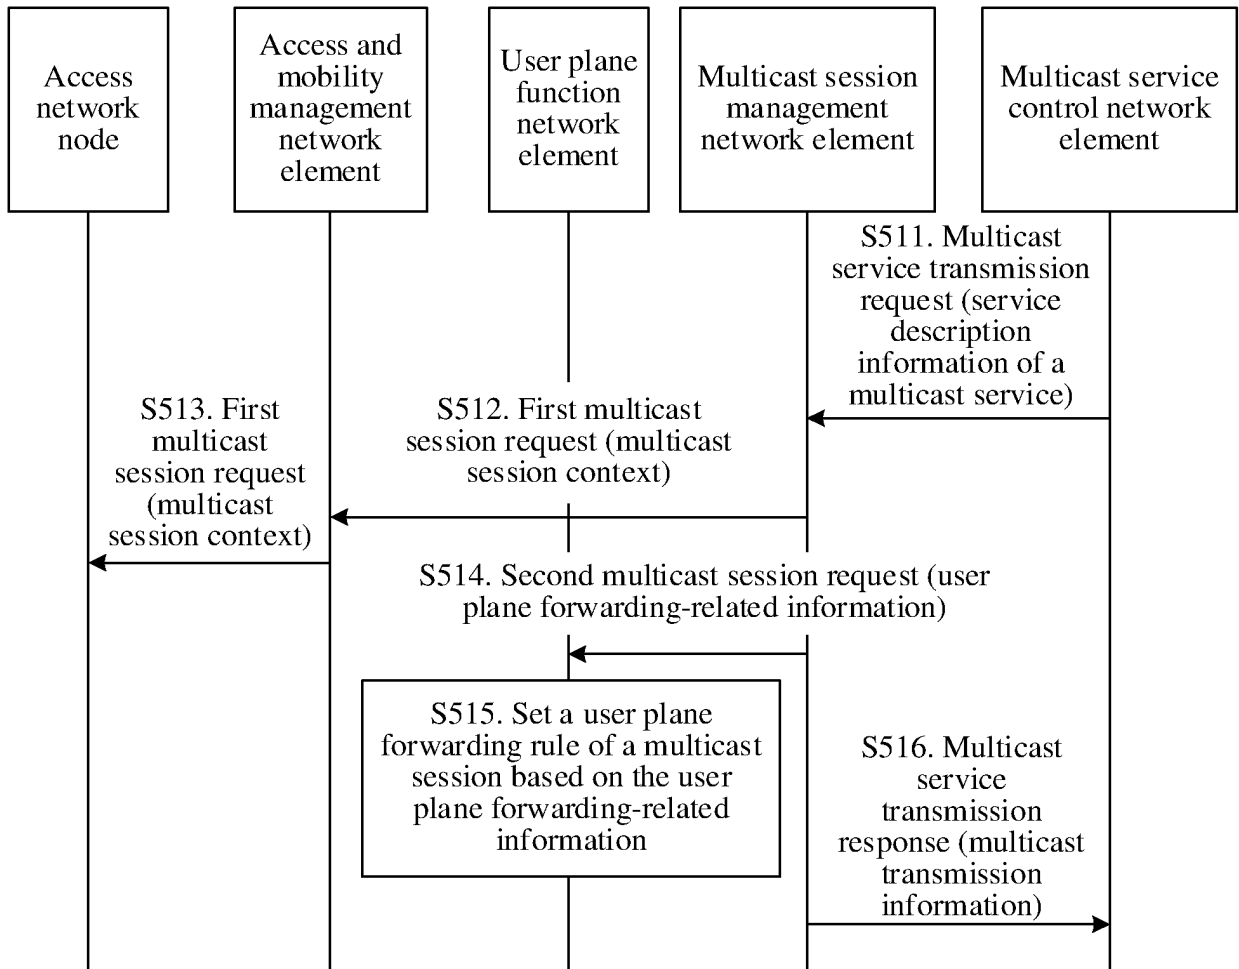 Access
network
node
Access and
mobility
management
network
element
User plane
function
network
element
Multicast session
management
network element
Multicast service
control network
element
S511. Multicast
service transmission
request (service
description
information of a
multicast service)
S512. First multicast
session request (multicast
session context)
S513. First
multicast
session request
(multicast
session context)
S514. Second multicast session request (user
plane forwarding-related information)
S515. Set a user plane
forwarding rule of a multicast
session based on the user
plane forwarding-related
information
S516. Multicast
service
transmission
response (multicast
transmission
information)